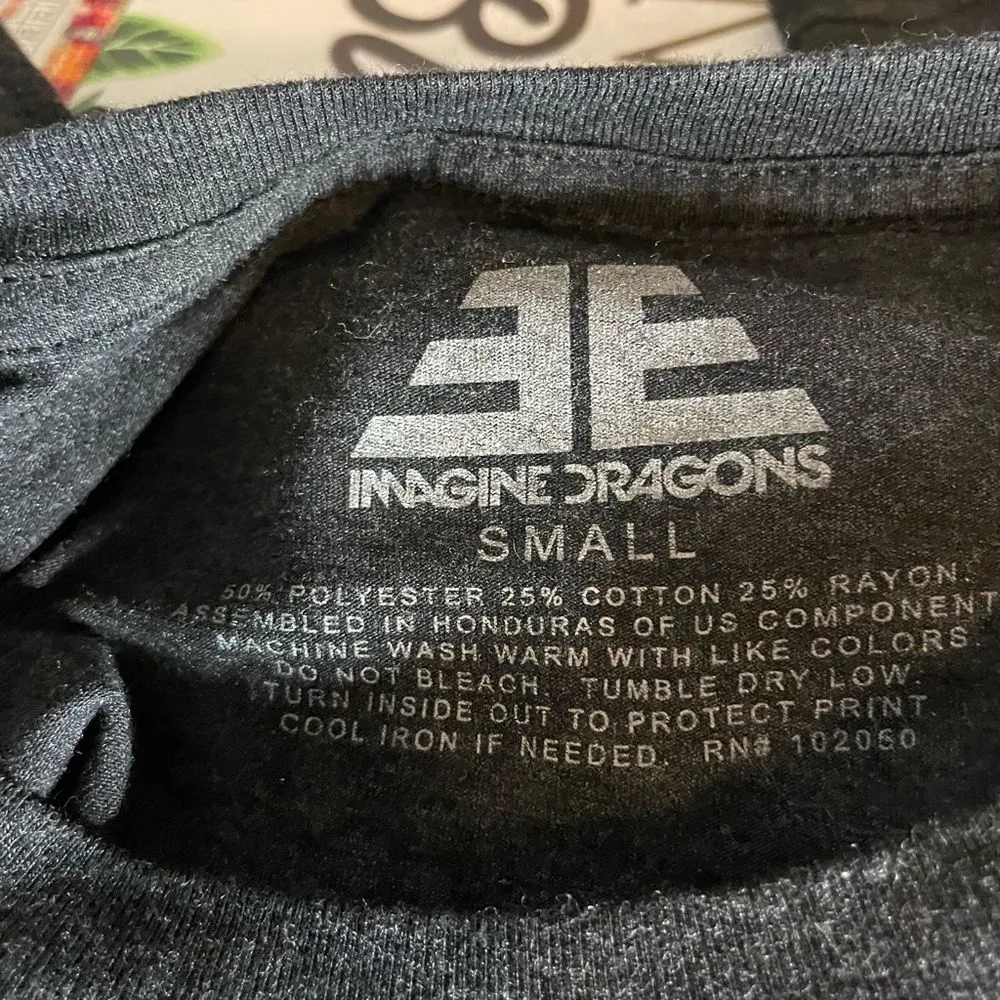 IMAGINE DRAGONS
SMALL
50% POLYESTER 25% COTTON 25% RAYON.
ASSEMBLED IN HONDURAS OF US COMPONENT
MACHINE WASH WARM WITH LIKE COLORS.
DO NOT BLEACH. TUMBLE DRY LOW.
TURN INSIDE OUT TO PROTECT PRINT.
COOL IRON IF NEEDED. RN# 102060